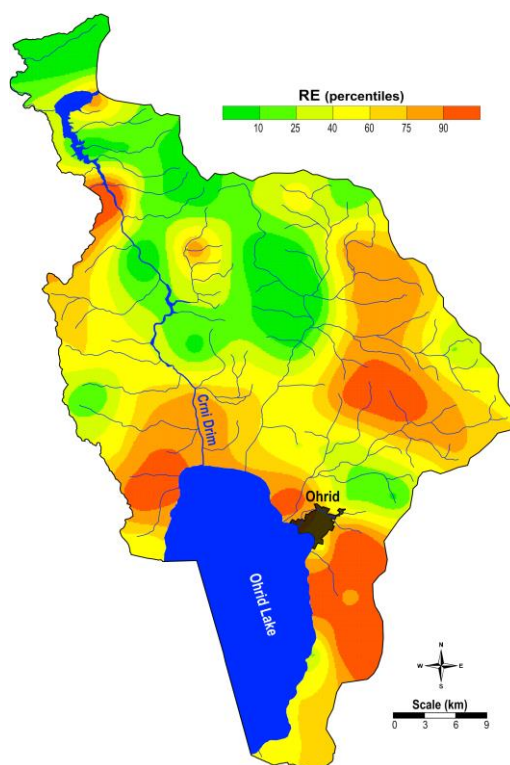 RE (percentiles)
10 25 40 60 75 90
Crni Drim
Ohrid
Ohrid Lake
N
W E
S
Scale (km)
0 3 6 9